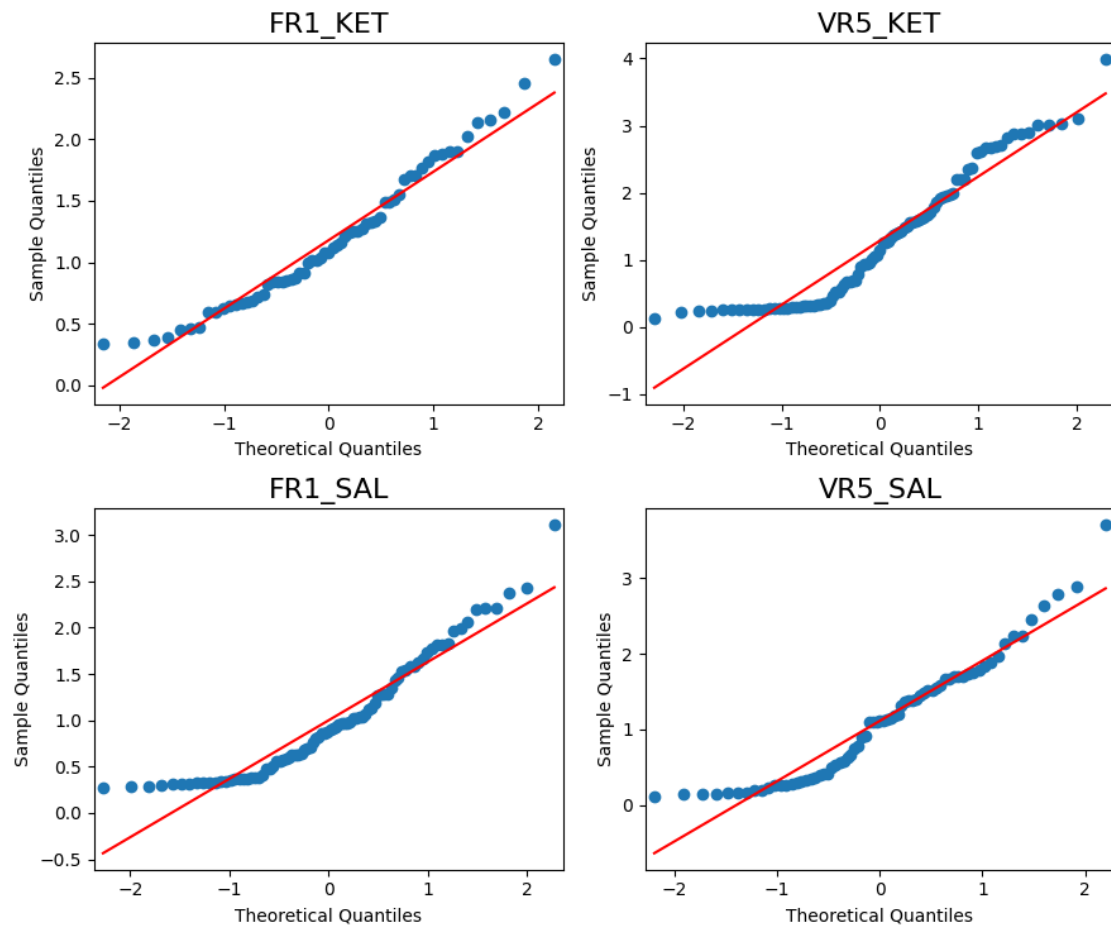 FR1_KET
2.5
2.0
1.5
1.0
0.5
0.0
Sample Quantiles
−2 −1 0 1 2
Theoretical Quantiles
VR5_KET
4
3
2
1
0
−1
Sample Quantiles
−2 −1 0 1 2
Theoretical Quantiles
FR1_SAL
3.0
2.5
2.0
1.5
1.0
0.5
0.0
−0.5
Sample Quantiles
−2 −1 0 1 2
Theoretical Quantiles
VR5_SAL
3
2
1
0
Sample Quantiles
−2 −1 0 1 2
Theoretical Quantiles